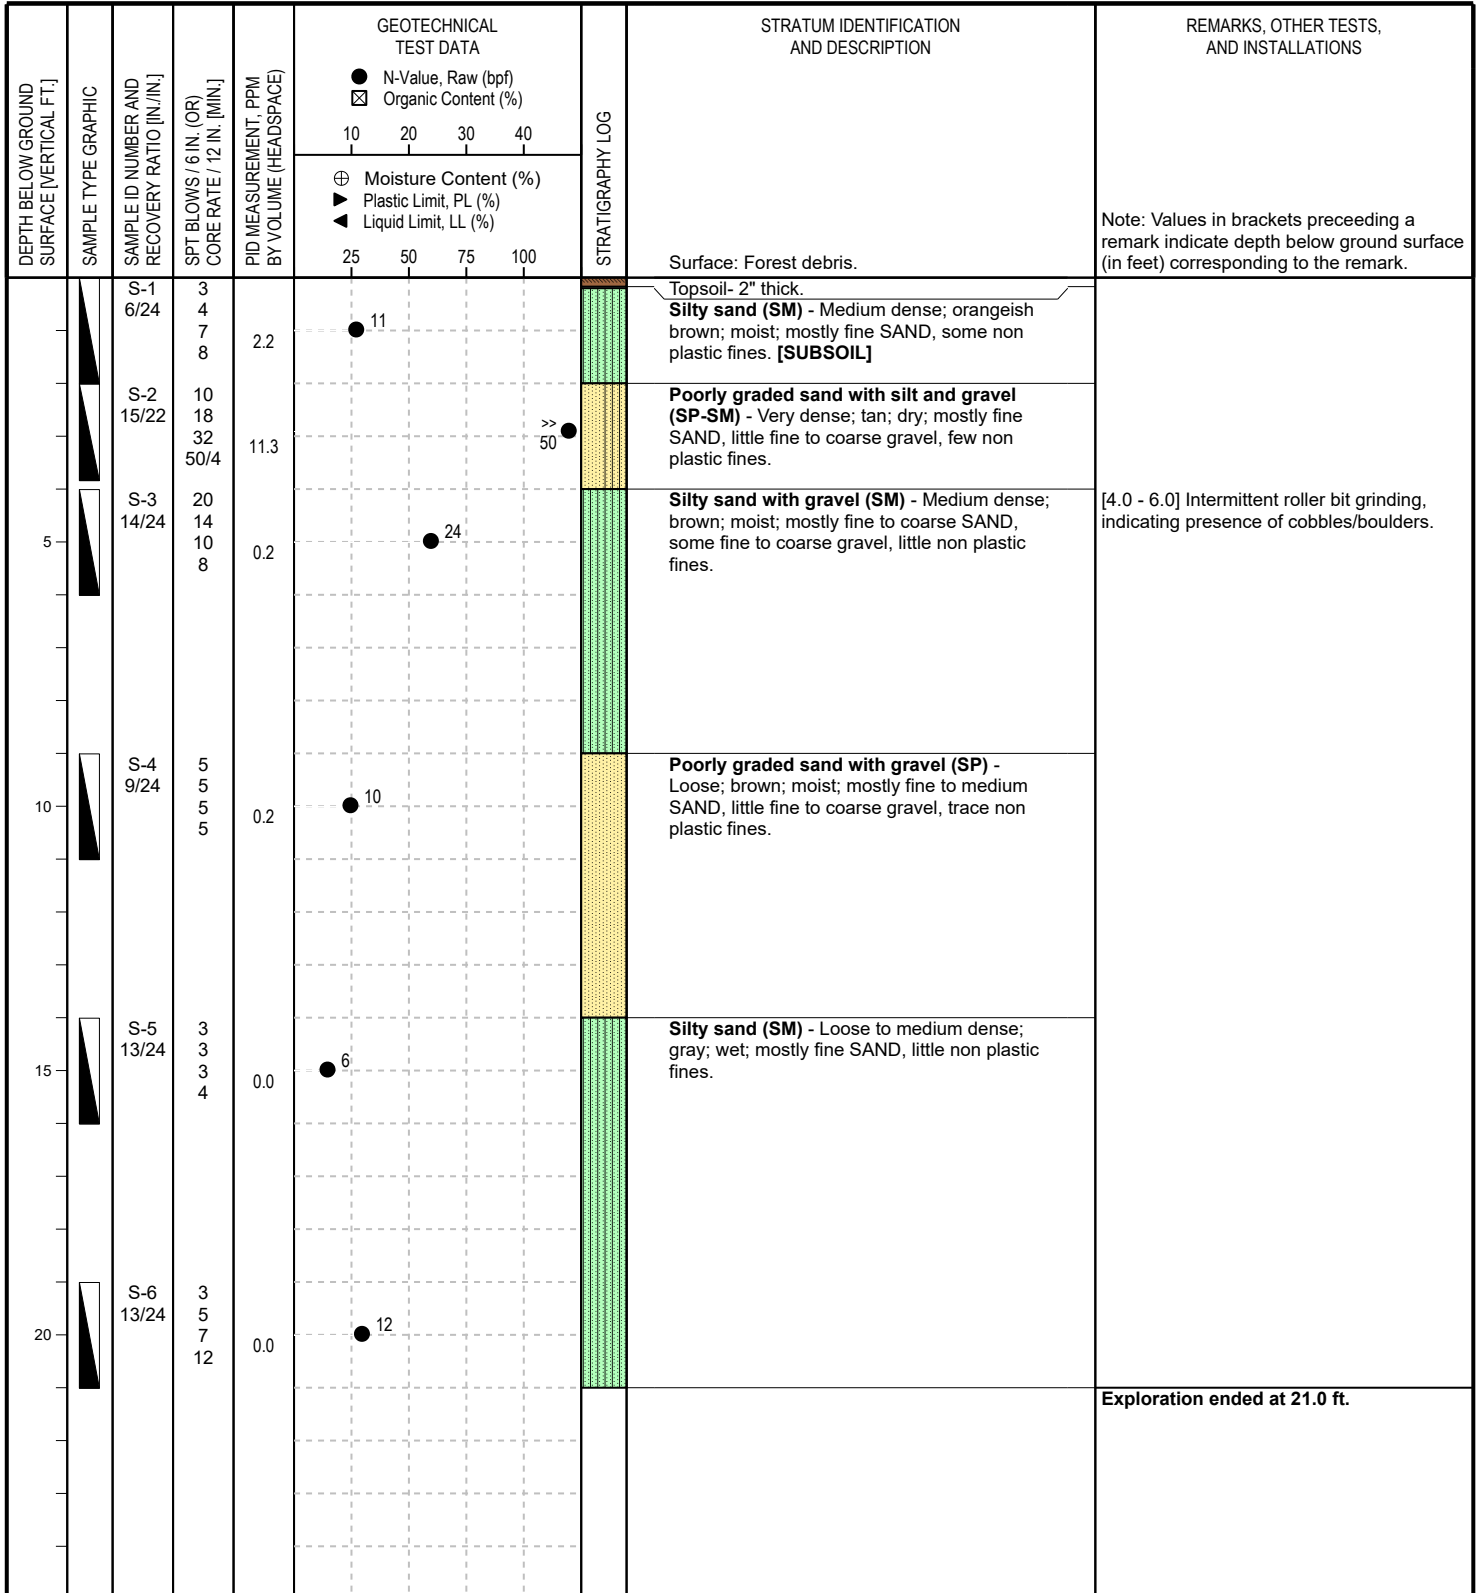 DEPTH BELOW GROUND
SURFACE [VERTICAL FT.]
SAMPLE TYPE GRAPHIC
SAMPLE ID NUMBER AND
RECOVERY RATIO [IN./IN.]
SPT BLOWS / 6 IN. (OR)
CORE RATE / 12 IN. [MIN.]
PID MEASUREMENT, PPM
BY VOLUME (HEADSPACE)
GEOTECHNICAL
TEST DATA
N-Value, Raw (bpf)
Organic Content (%)
10 20 30 40
Moisture Content (%)
Plastic Limit, PL (%)
Liquid Limit, LL (%)
25 50 75 100
STRATIGRAPHY LOG
STRATUM IDENTIFICATION
AND DESCRIPTION
Surface: Forest debris.
REMARKS, OTHER TESTS,
AND INSTALLATIONS
Note: Values in brackets preceeding a
remark indicate depth below ground surface
(in feet) corresponding to the remark.
S-1
6/24
3
4
7
8
2.2
11
Topsoil- 2" thick.
Silty sand (SM) - Medium dense; orangeish
brown; moist; mostly fine SAND, some non
plastic fines. [SUBSOIL]
S-2
15/22
10
18
32
50/4
11.3
>>
50
Poorly graded sand with silt and gravel
(SP-SM) - Very dense; tan; dry; mostly fine
SAND, little fine to coarse gravel, few non
plastic fines.
5
S-3
14/24
20
14
10
8
0.2
24
Silty sand with gravel (SM) - Medium dense;
brown; moist; mostly fine to coarse SAND,
some fine to coarse gravel, little non plastic
fines.
[4.0 - 6.0] Intermittent roller bit grinding,
indicating presence of cobbles/boulders.
10
S-4
9/24
5
5
5
5
0.2
10
Poorly graded sand with gravel (SP) -
Loose; brown; moist; mostly fine to medium
SAND, little fine to coarse gravel, trace non
plastic fines.
15
S-5
13/24
3
3
3
4
0.0
6
Silty sand (SM) - Loose to medium dense;
gray; wet; mostly fine SAND, little non plastic
fines.
20
S-6
13/24
3
5
7
12
0.0
12
Exploration ended at 21.0 ft.